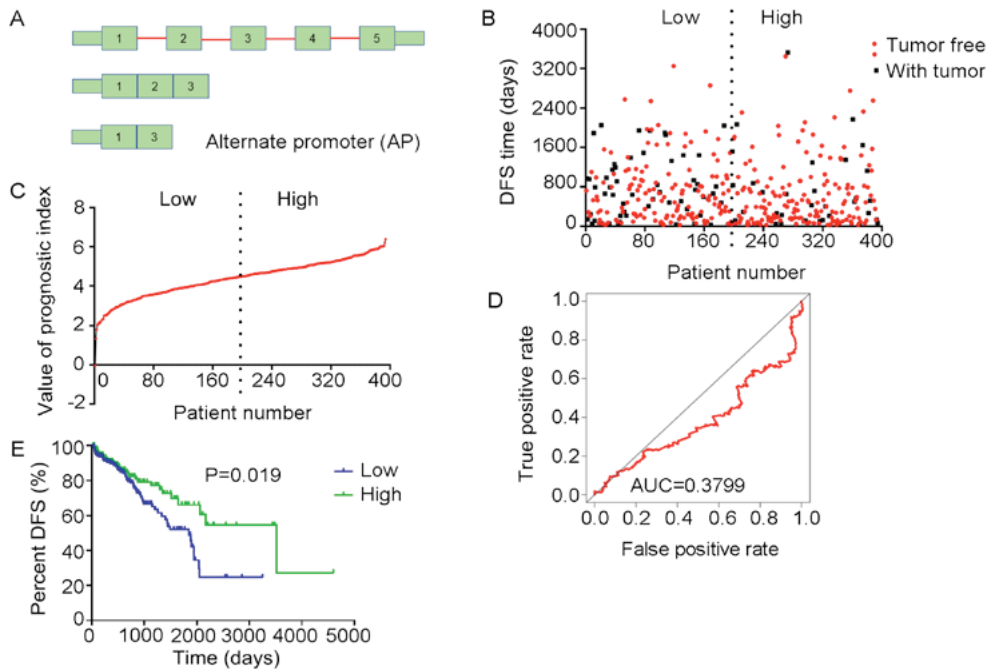 A
1 2 3 4 5
1 2 3
1 3
Alternate promoter (AP)
B
Low High
DFS time (days)
4000
3200
2400
1600
800
0
0 80 160 240 320 400
Patient number
Tumor free
With tumor
C
Low High
Value of prognostic index
8
6
4
2
0
-2
0 80 160 240 320 400
Patient number
D
True positive rate
1.0
0.8
0.6
0.4
0.2
0.0
AUC=0.3799
0.0 0.2 0.4 0.6 0.8 1.0
False positive rate
E
Percent DFS (%)
100
80
60
40
20
0
P=0.019
Low
High
0 1000 2000 3000 4000 5000
Time (days)